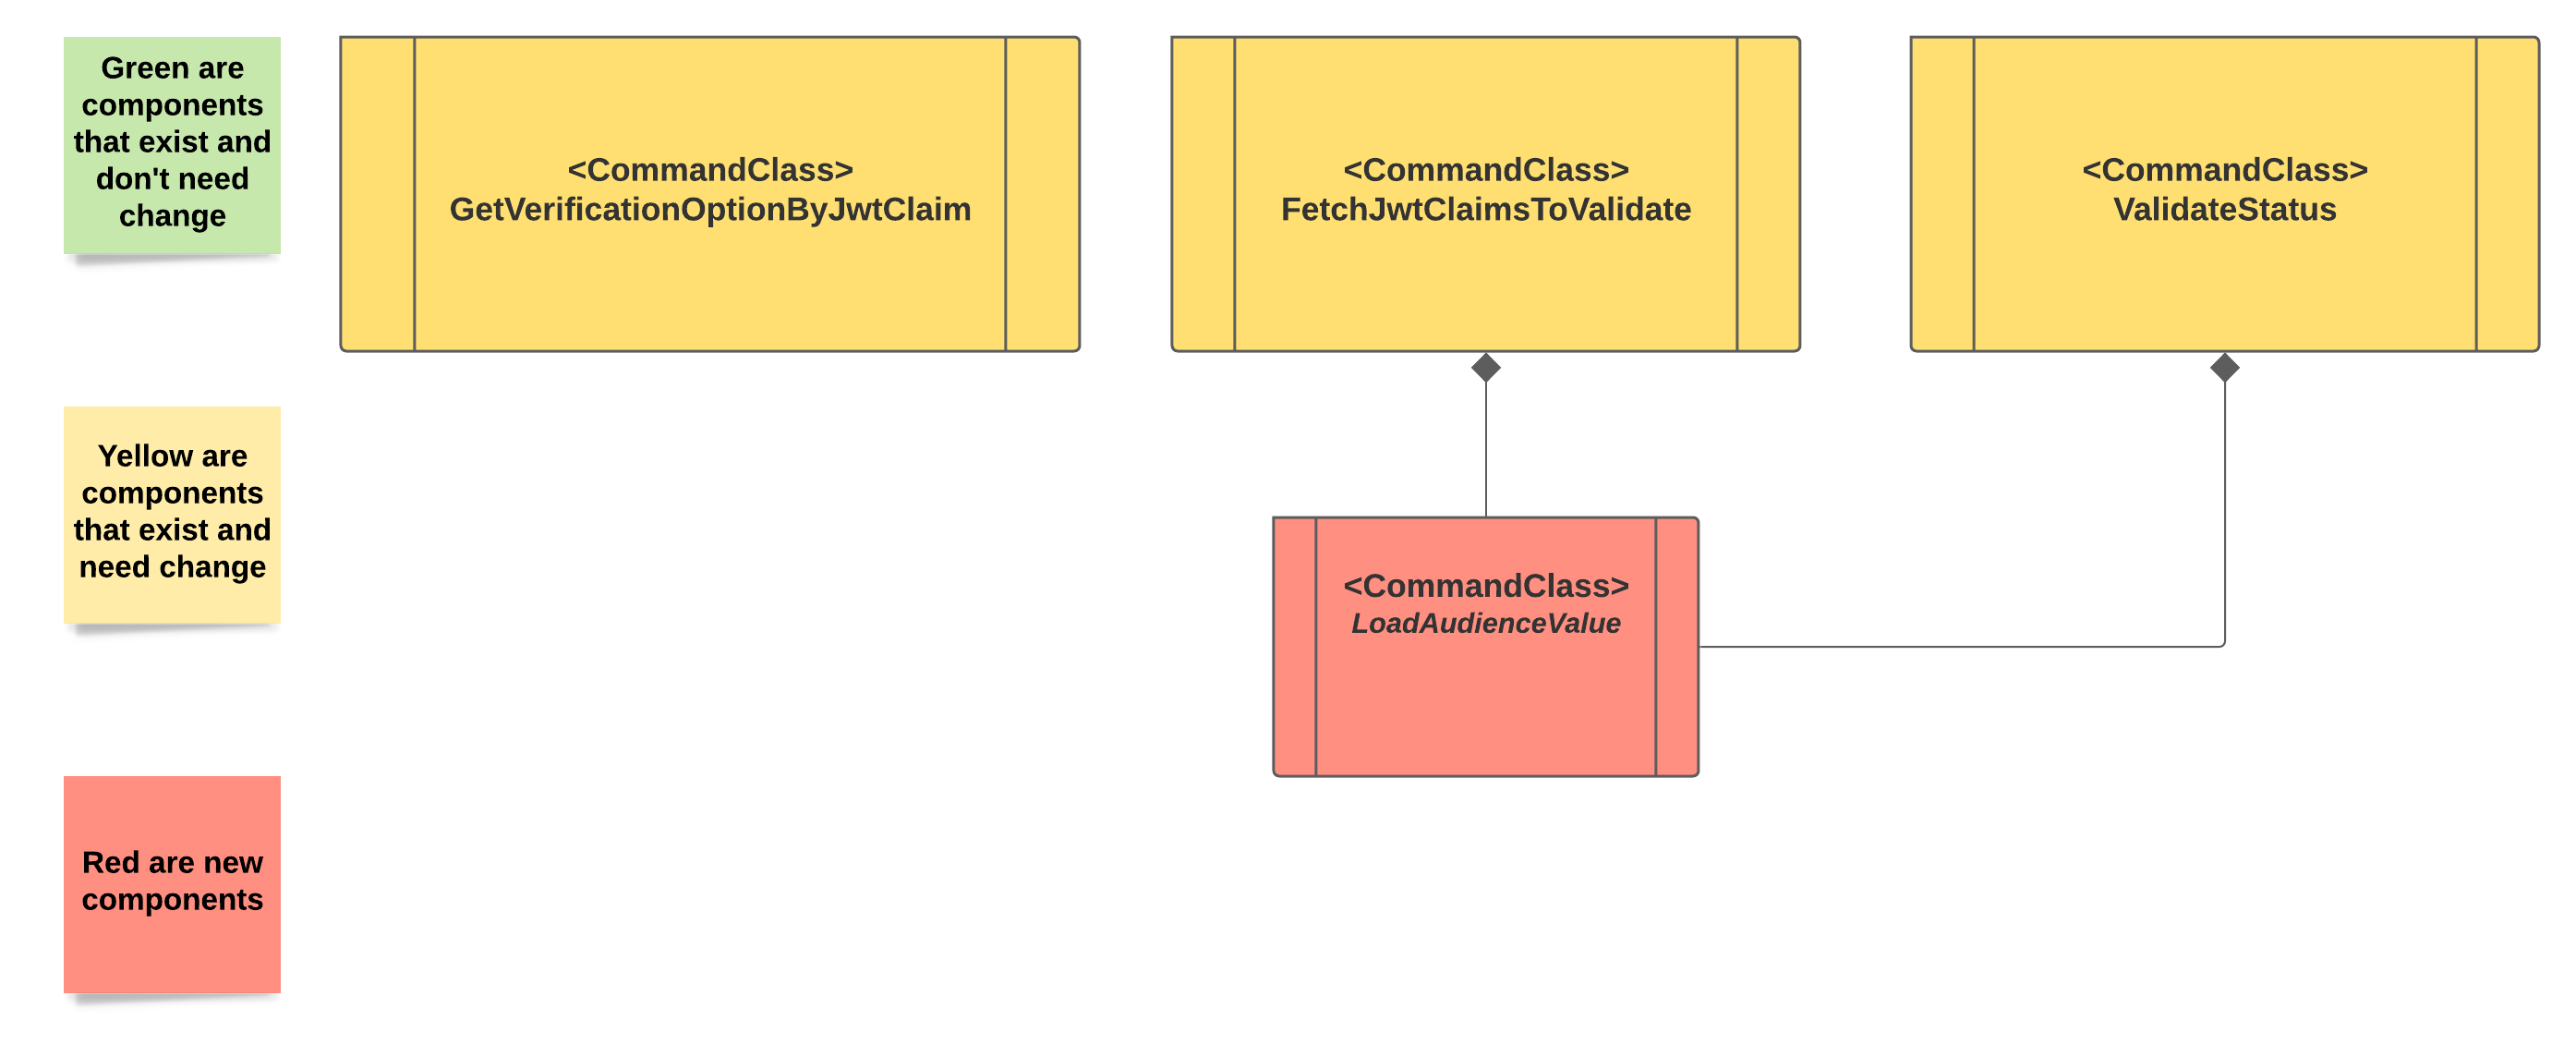 Green are
components
that exist and
don't need
change
<CommandClass>
GetVerificationOptionByJwtClaim
<CommandClass>
FetchJwtClaimsToValidate
<CommandClass>
ValidateStatus
Yellow are
components
that exist and
need change
<CommandClass>
LoadAudienceValue
Red are new
components